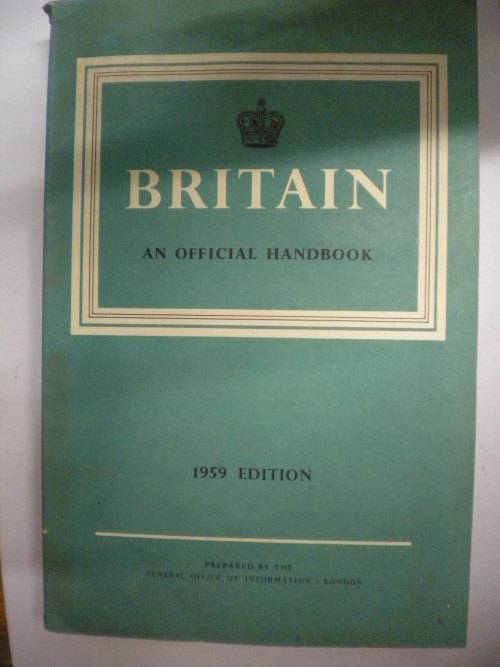 BRITAIN
AN OFFICIAL HANDBOOK
1959 EDITION
PREPARED BY THE
CENTRAL OFFICE OF INFORMATION · LONDON